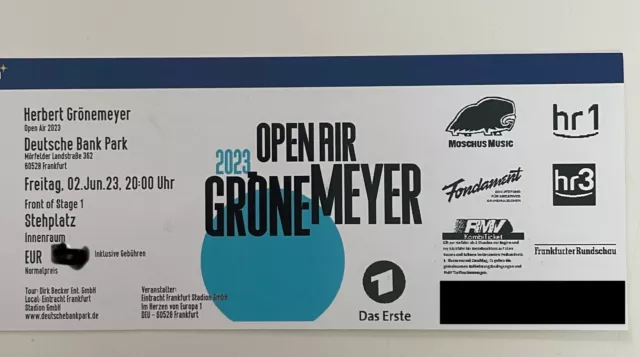 Herbert Grönemeyer
Open Air 2023
Deutsche Bank Park
Mörfelder Landstraße 362
60528 Frankfurt
Freitag, 02.Jun.23, 20:00 Uhr
Front of Stage 1
Stehplatz
Innenraum
EUR
Inklusive Gebühren
Normalpreis
Tour: Dirk Becker Ent. GmbH
Local: Eintracht Frankfurt
Stadion GmbH
www.deutschebankpark.de
Veranstalter:
Eintracht Frankfurt Stadion GmbH
Im Herzen von Europa 1
DEU - 60528 Frankfurt
2023 OPEN AIR
GRÖNEMEYER
1
Das Erste
MOSCHUS MUSIC
hr1
Fondament
hr3
RMV
KombiTicket
Frankfurter Rundschau